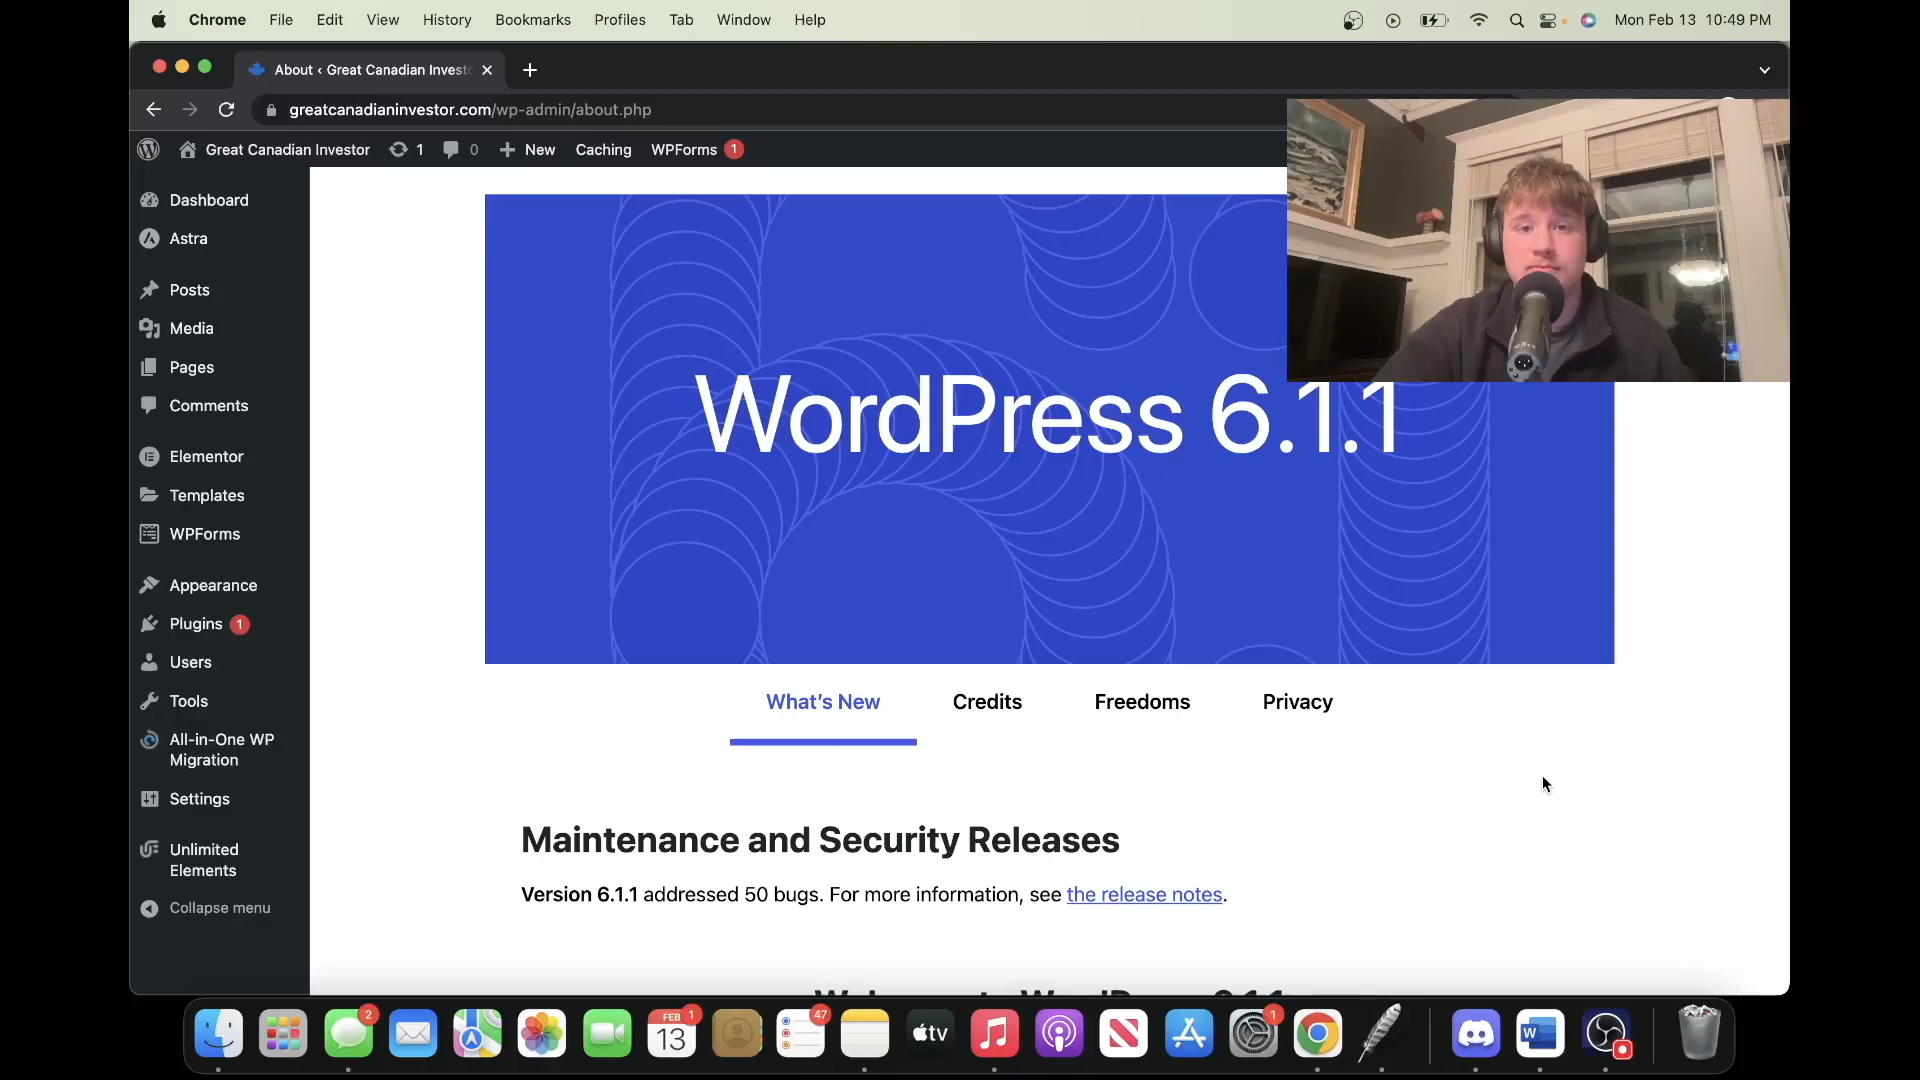 Chrome File Edit View History Bookmarks Profiles Tab Window Help Mon Feb 13 10:49 PM
About ‹ Great Canadian Invest
greatcanadianinvestor.com/wp-admin/about.php
Great Canadian Investor 1 0 New Caching WPForms 1
Dashboard
Astra
Posts
Media
Pages
Comments
Elementor
Templates
WPForms
Appearance
Plugins 1
Users
Tools
All-in-One WP
Migration
Settings
Unlimited
Elements
Collapse menu
WordPress 6.1.1
What's New Credits Freedoms Privacy
Maintenance and Security Releases
Version 6.1.1 addressed 50 bugs. For more information, see the release notes.
2 FEB 1 13 47 tv 1 W